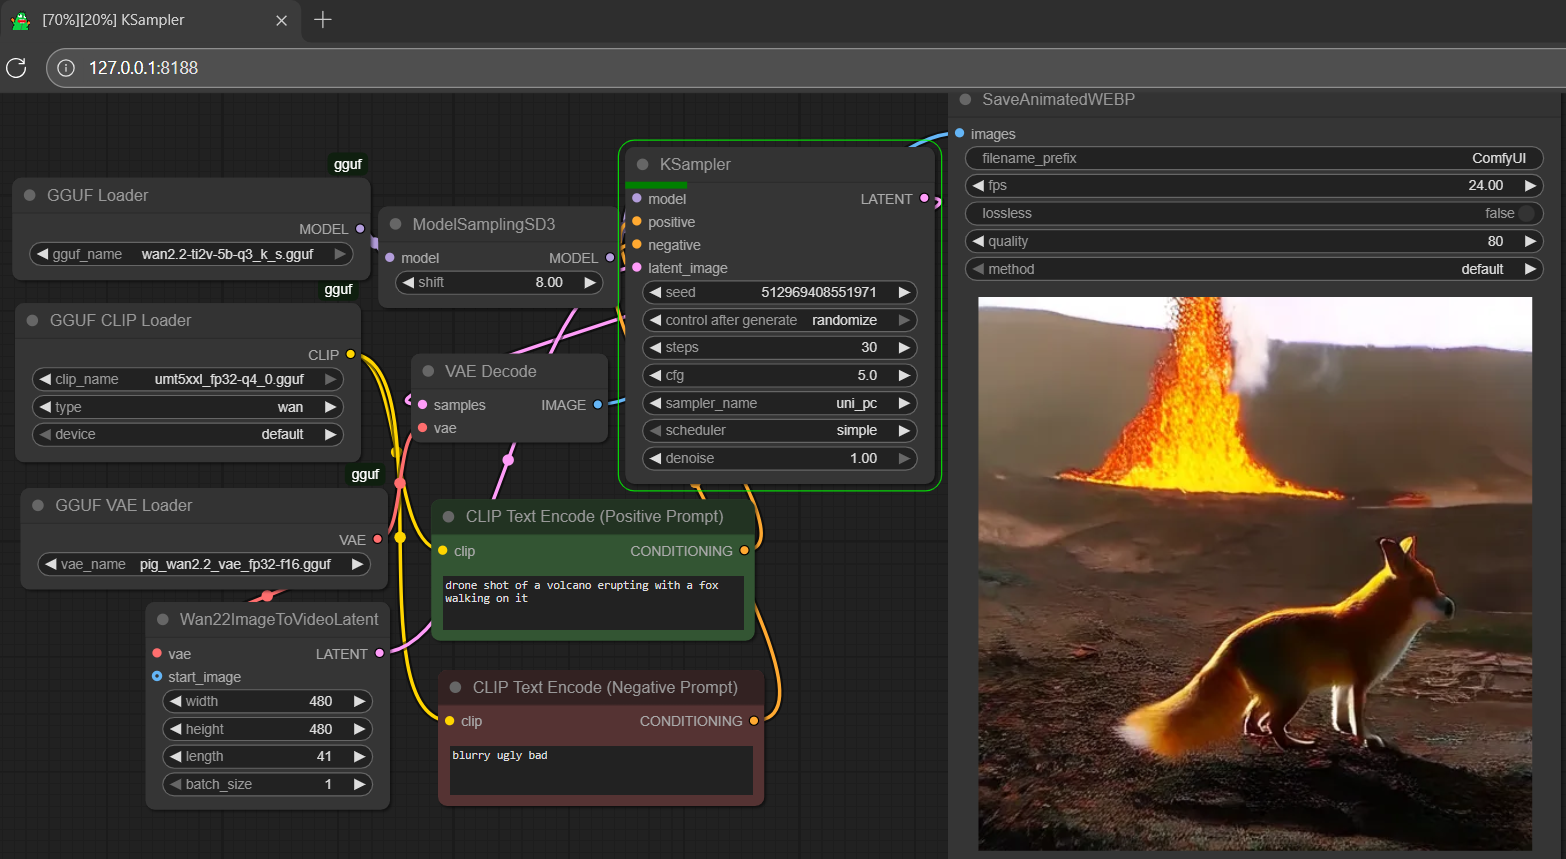 [70%][20%] KSampler
127.0.0.1:8188
gguf
GGUF Loader
MODEL
gguf_name wan2.2-ti2v-5b-q3_k_s.gguf
gguf
GGUF CLIP Loader
CLIP
clip_name umt5xxl_fp32-q4_0.gguf
type wan
device default
gguf
GGUF VAE Loader
VAE
vae_name pig_wan2.2_vae_fp32-f16.gguf
Wan22ImageToVideoLatent
vae LATENT
start_image
width 480
height 480
length 41
batch_size 1
ModelSamplingSD3
model MODEL
shift 8.00
VAE Decode
samples IMAGE
vae
CLIP Text Encode (Positive Prompt)
clip CONDITIONING
drone shot of a volcano erupting with a fox
walking on it
CLIP Text Encode (Negative Prompt)
clip CONDITIONING
blurry ugly bad
KSampler
model LATENT
positive
negative
latent_image
seed 512969408551971
control after generate randomize
steps 30
cfg 5.0
sampler_name uni_pc
scheduler simple
denoise 1.00
SaveAnimatedWEBP
images
filename_prefix ComfyUI
fps 24.00
lossless false
quality 80
method default